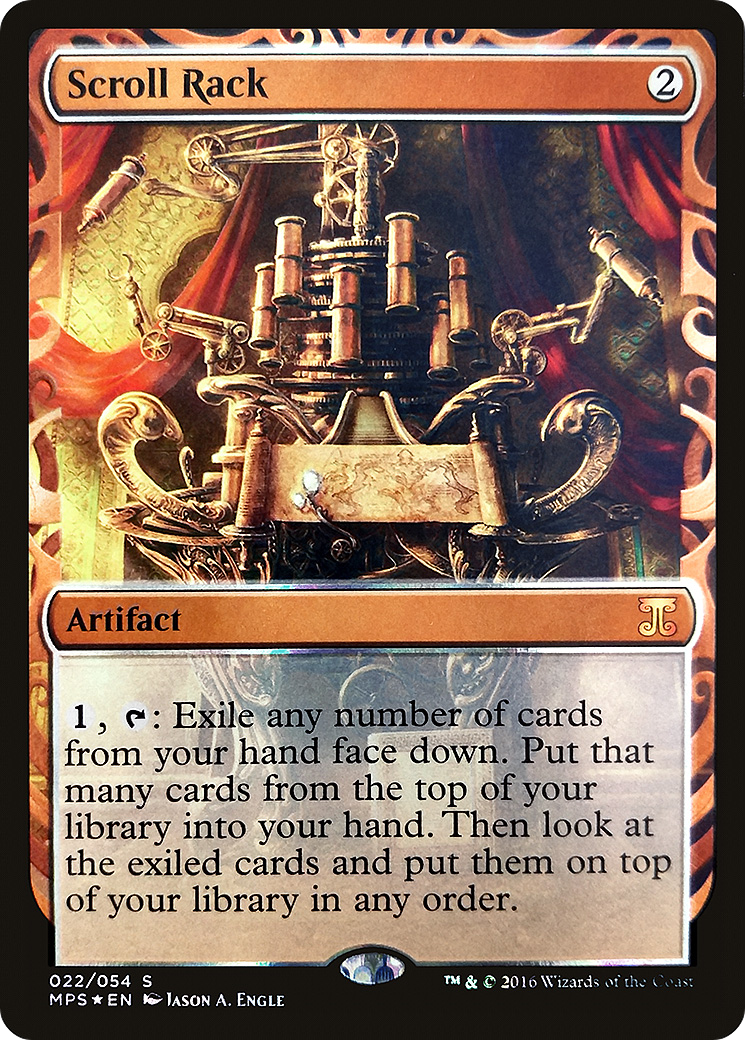 Scroll Rack 2
Artifact
1, : Exile any number of cards
from your hand face down. Put that
many cards from the top of your
library into your hand. Then look at
the exiled cards and put them on top
of your library in any order.
022/054 S
MPS★EN Jason A. Engle
™ & © 2016 Wizards of the Coast